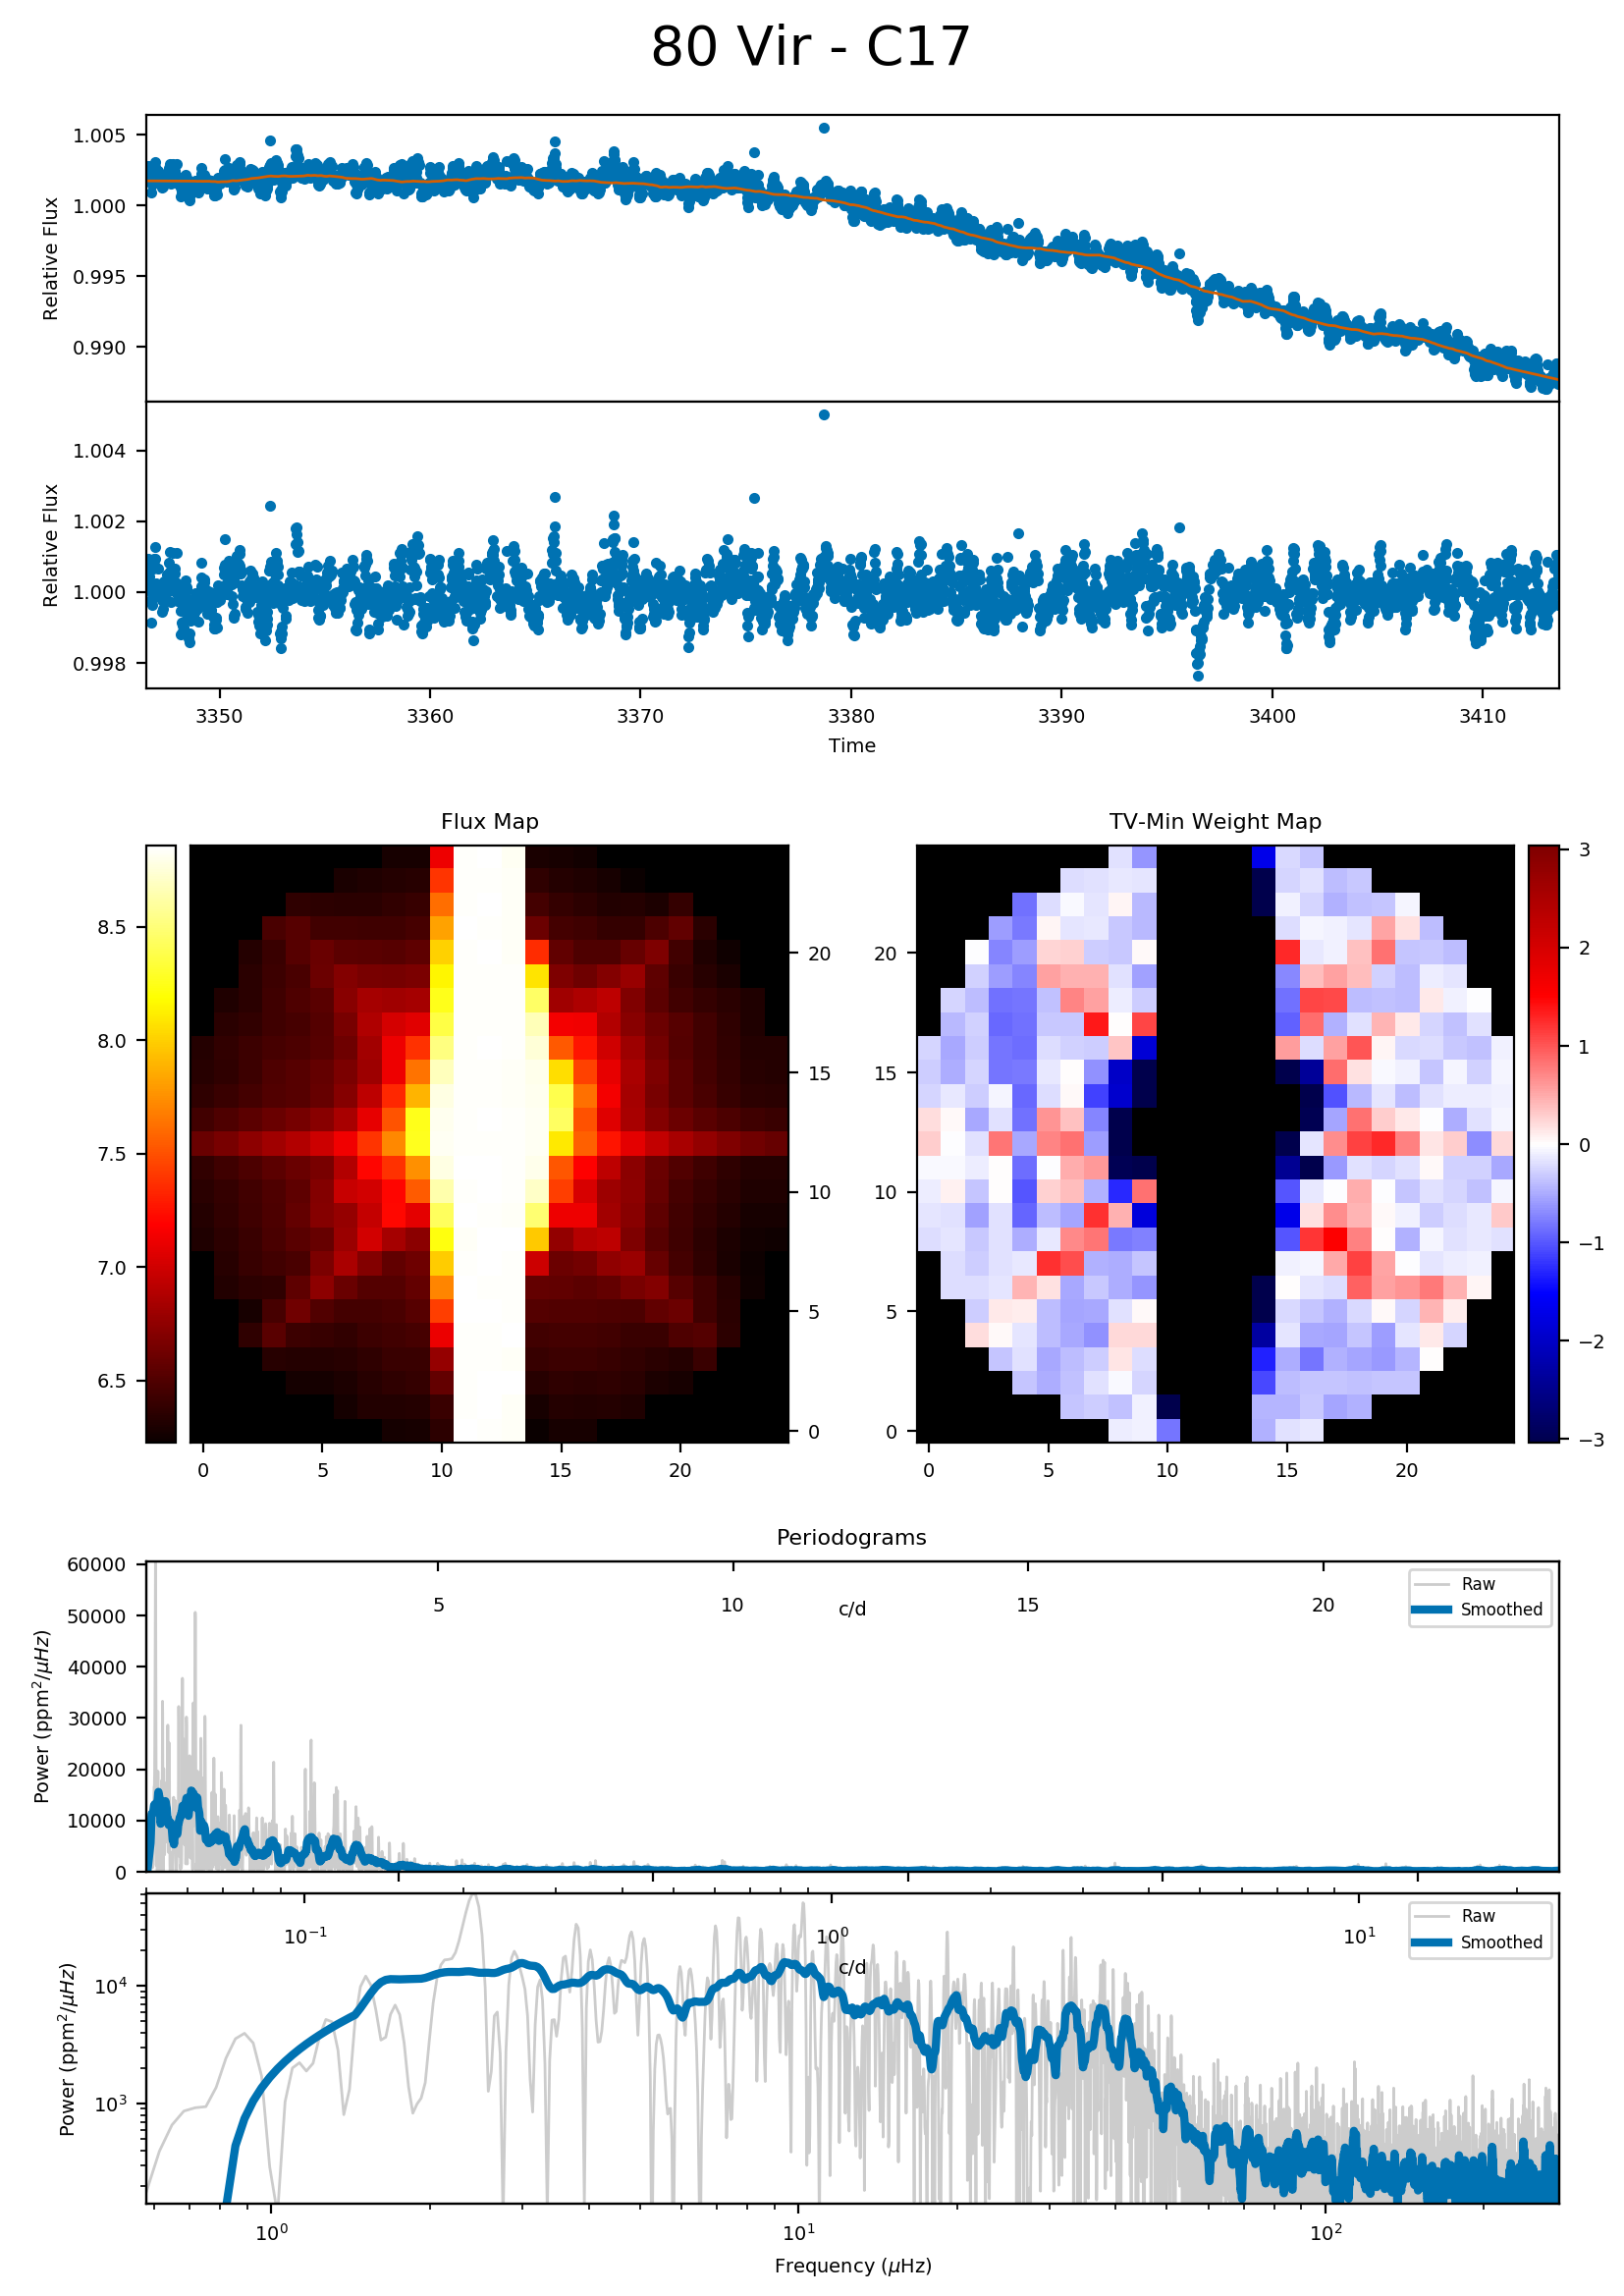 80 Vir - C17
1.005
1.000
0.995
0.990
Relative Flux
1.004
1.002
1.000
0.998
Relative Flux
3350 3360 3370 3380 3390 3400 3410
Time
Flux Map
8.5
8.0
7.5
7.0
6.5
20
15
10
5
0
0 5 10 15 20
TV-Min Weight Map
20
15
10
5
0
0 5 10 15 20
3
2
1
0
−1
−2
−3
Periodograms
60000
50000
40000
30000
20000
10000
0
Power (ppm²/μHz)
5 10 15 20
c/d
Raw
Smoothed
10⁴
10³
Power (ppm²/μHz)
10⁻¹ 10⁰ 10¹
c/d
Raw
Smoothed
10⁰ 10¹ 10²
Frequency (μHz)